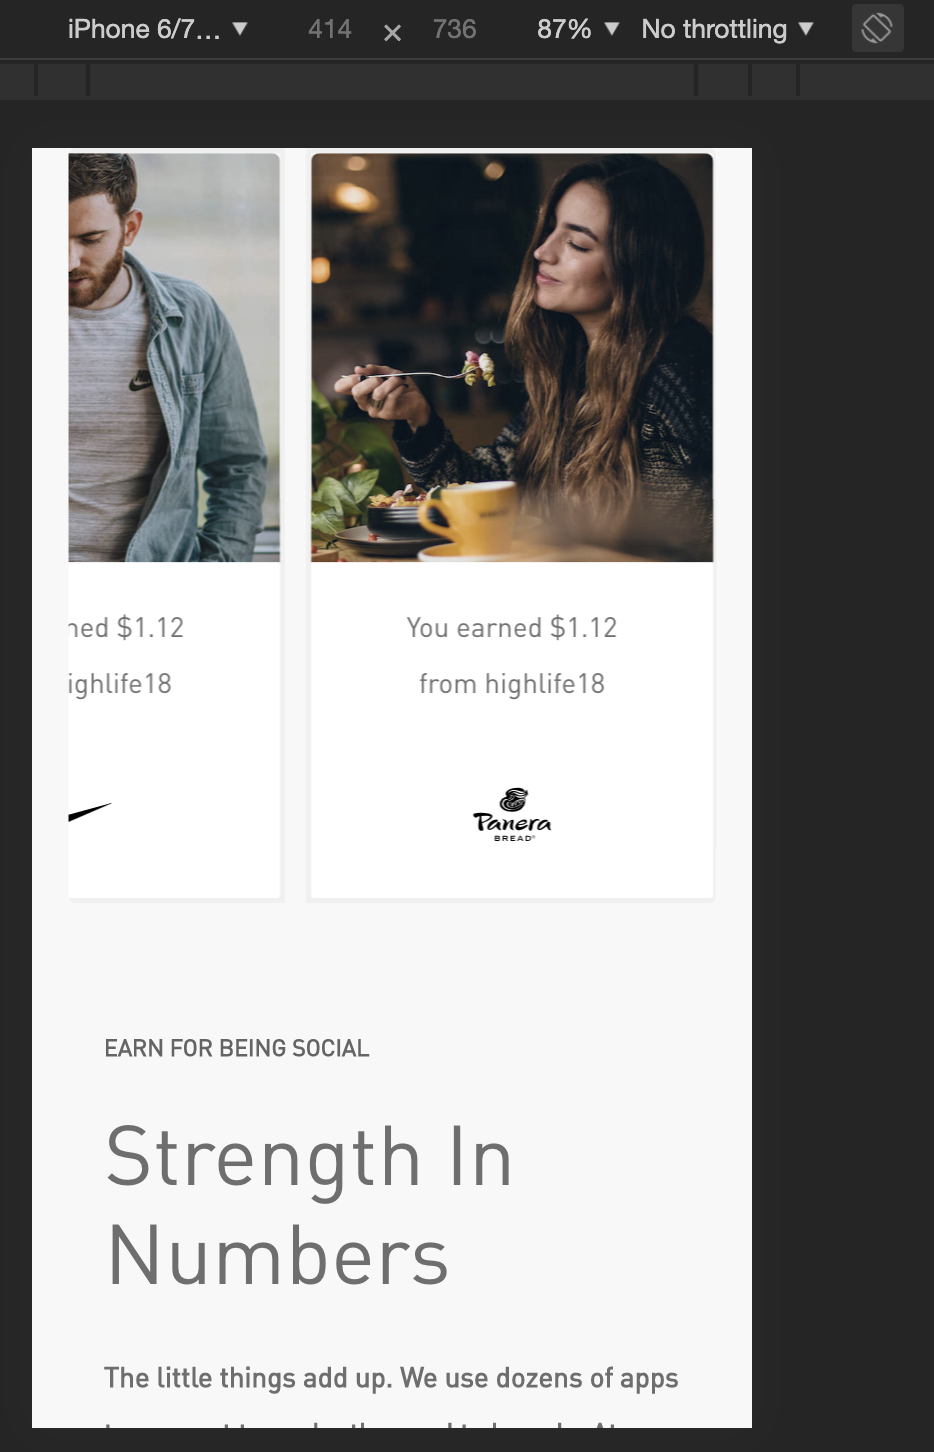 iPhone 6/7... ▼ 414 × 736 87% ▼ No throttling ▼
ned $1.12
ighlife18
You earned $1.12
from highlife18
Panera
BREAD®
EARN FOR BEING SOCIAL
Strength In
Numbers
The little things add up. We use dozens of apps